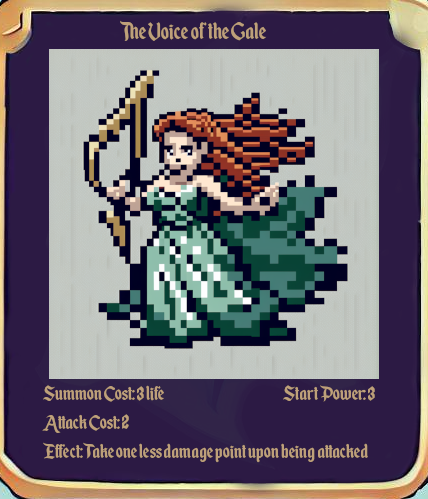 The Voice of the Gale
Summon Cost: 3 life Start Power: 3
Attack Cost: 2
Effect: Take one less damage point upon being attacked